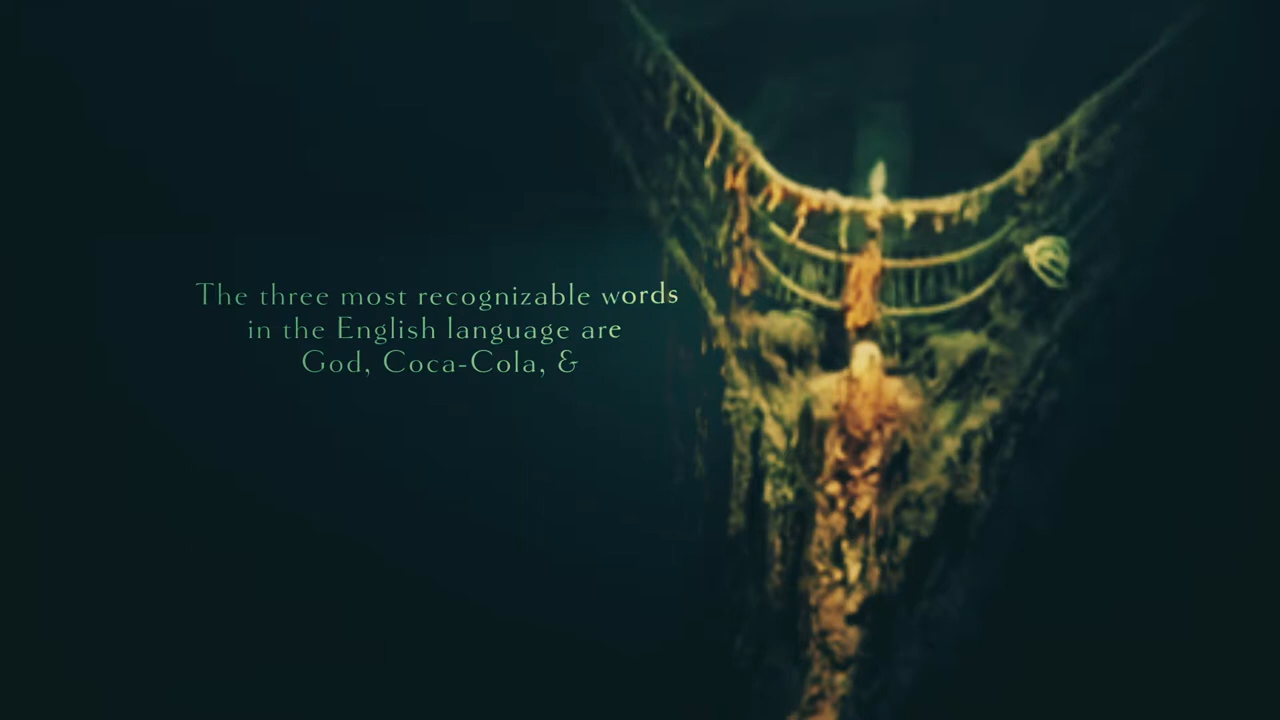 The three most recognizable words
in the English language are
God, Coca-Cola, &